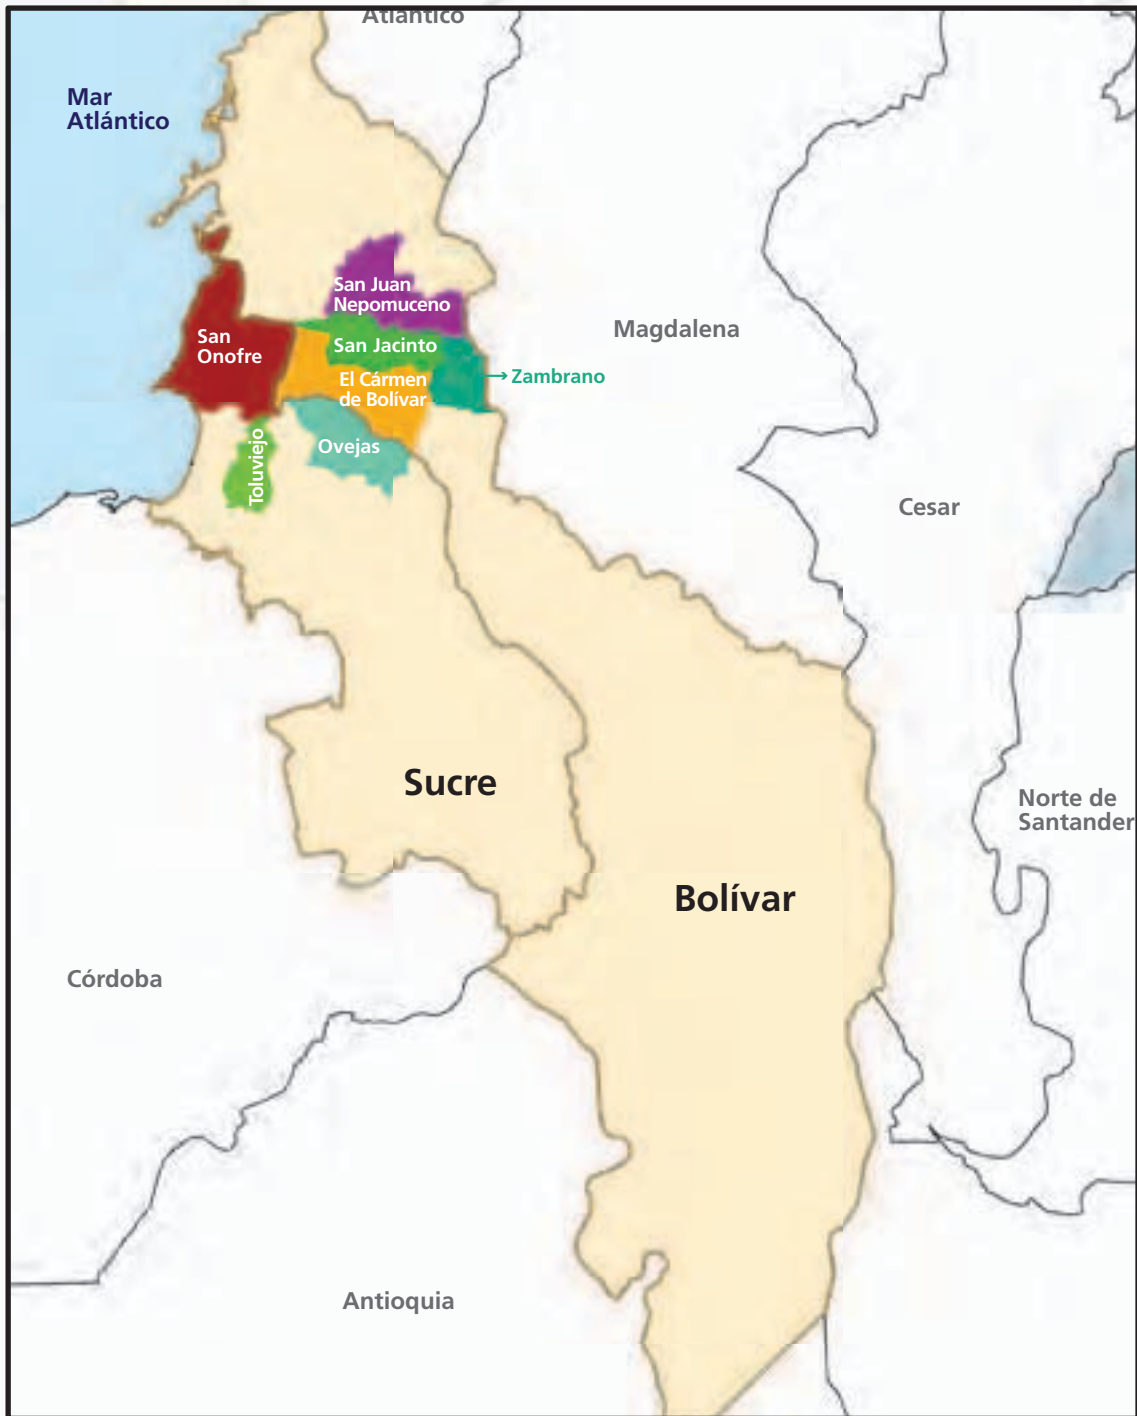 Atlántico
Mar
Atlántico
San Juan
Nepomuceno
Magdalena
San
Onofre
San Jacinto
Zambrano
El Cármen
de Bolívar
Toluviejo
Ovejas
Cesar
Sucre
Norte de
Santander
Bolívar
Córdoba
Antioquia